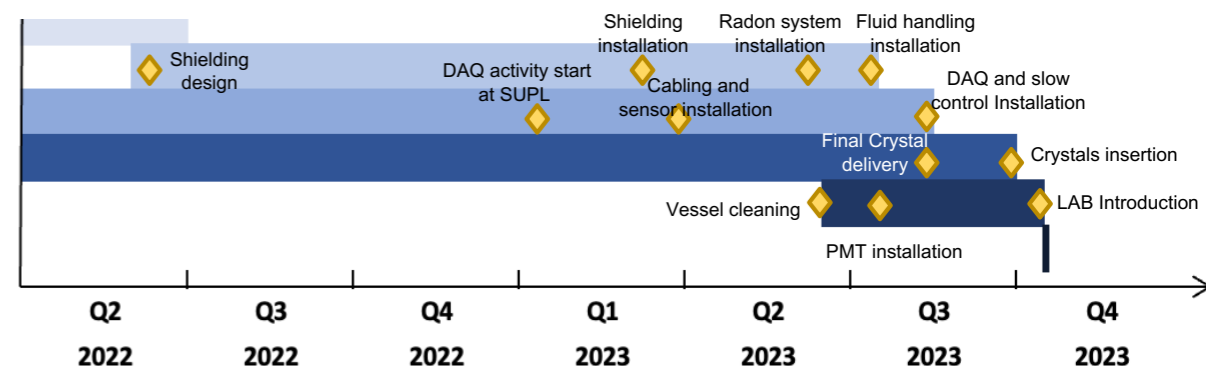 Shielding
installation
Radon system
installation
Fluid handling
installation
Shielding
design
DAQ activity start
at SUPL
Cabling and
sensor installation
DAQ and slow
control Installation
Final Crystal
delivery
Crystals insertion
Vessel cleaning
LAB Introduction
PMT installation
Q2 Q3 Q4 Q1 Q2 Q3 Q4
2022 2022 2022 2023 2023 2023 2023